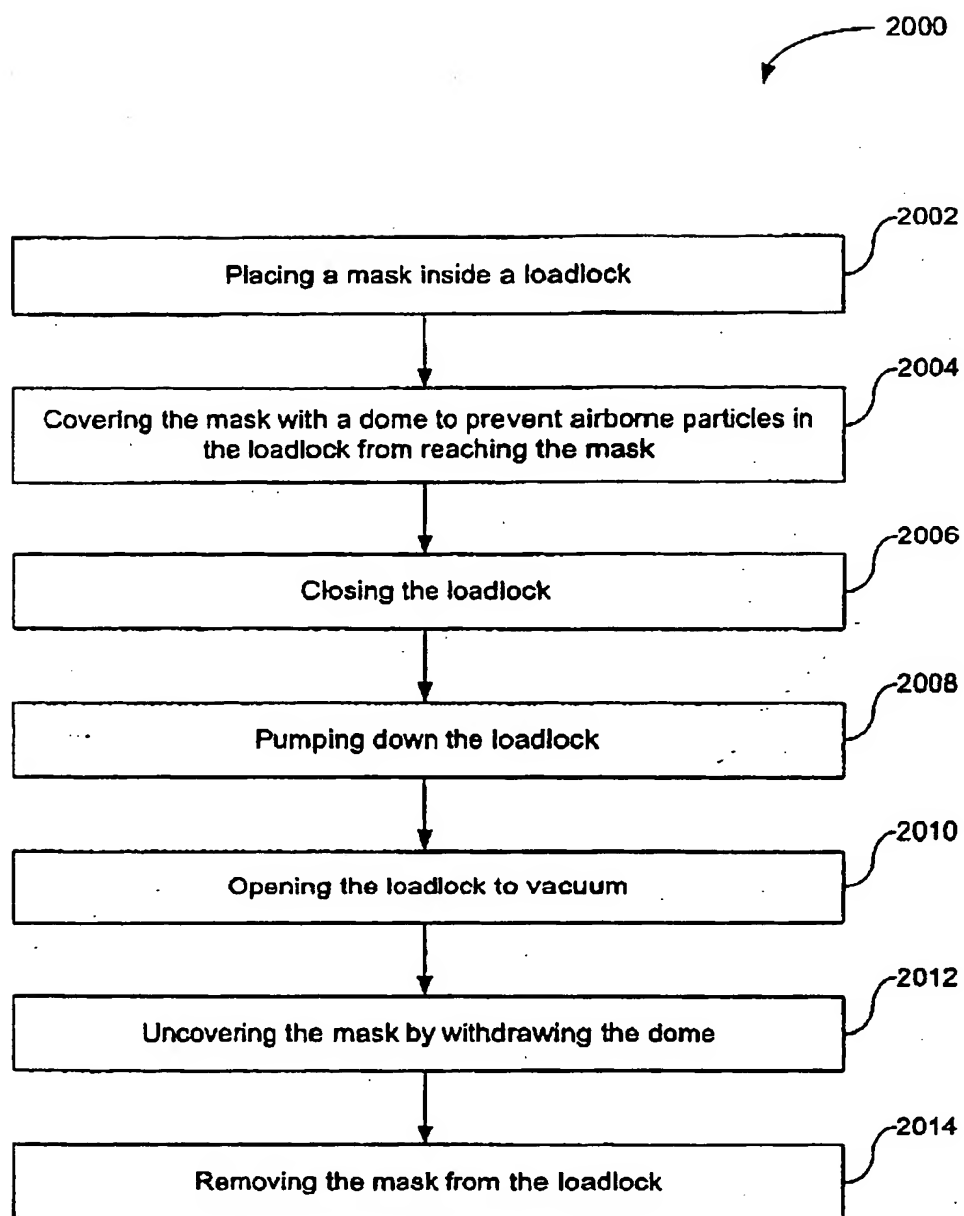 2000
2002
Placing a mask inside a loadlock
2004
Covering the mask with a dome to prevent airborne particles in
the loadlock from reaching the mask
2006
Closing the loadlock
2008
Pumping down the loadlock
2010
Opening the loadlock to vacuum
2012
Uncovering the mask by withdrawing the dome
2014
Removing the mask from the loadlock